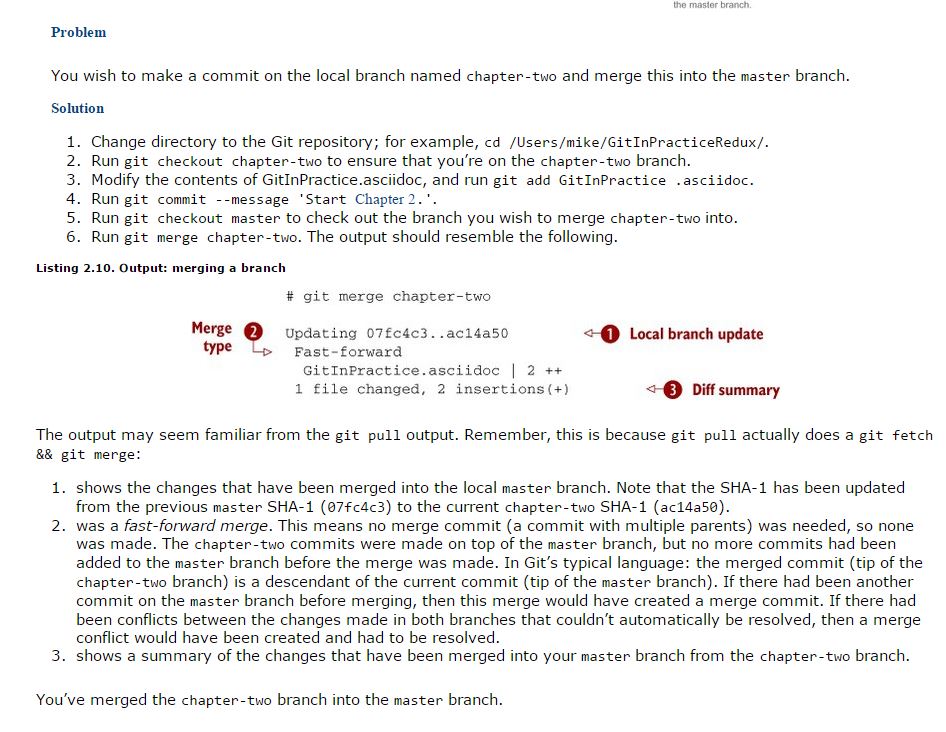 the master branch.
Problem
You wish to make a commit on the local branch named chapter-two and merge this into the master branch.
Solution
1. Change directory to the Git repository; for example, cd /Users/mike/GitInPracticeRedux/.
2. Run git checkout chapter-two to ensure that you're on the chapter-two branch.
3. Modify the contents of GitInPractice.asciidoc, and run git add GitInPractice .asciidoc.
4. Run git commit --message 'Start Chapter 2.'.
5. Run git checkout master to check out the branch you wish to merge chapter-two into.
6. Run git merge chapter-two. The output should resemble the following.
Listing 2.10. Output: merging a branch
# git merge chapter-two
Merge type 2 Updating 07fc4c3..ac14a50 1 Local branch update
Fast-forward
GitInPractice.asciidoc | 2 ++
1 file changed, 2 insertions(+) 3 Diff summary
The output may seem familiar from the git pull output. Remember, this is because git pull actually does a git fetch
&& git merge:
1. shows the changes that have been merged into the local master branch. Note that the SHA-1 has been updated
from the previous master SHA-1 (07fc4c3) to the current chapter-two SHA-1 (ac14a50).
2. was a fast-forward merge. This means no merge commit (a commit with multiple parents) was needed, so none
was made. The chapter-two commits were made on top of the master branch, but no more commits had been
added to the master branch before the merge was made. In Git's typical language: the merged commit (tip of the
chapter-two branch) is a descendant of the current commit (tip of the master branch). If there had been another
commit on the master branch before merging, then this merge would have created a merge commit. If there had
been conflicts between the changes made in both branches that couldn't automatically be resolved, then a merge
conflict would have been created and had to be resolved.
3. shows a summary of the changes that have been merged into your master branch from the chapter-two branch.
You've merged the chapter-two branch into the master branch.